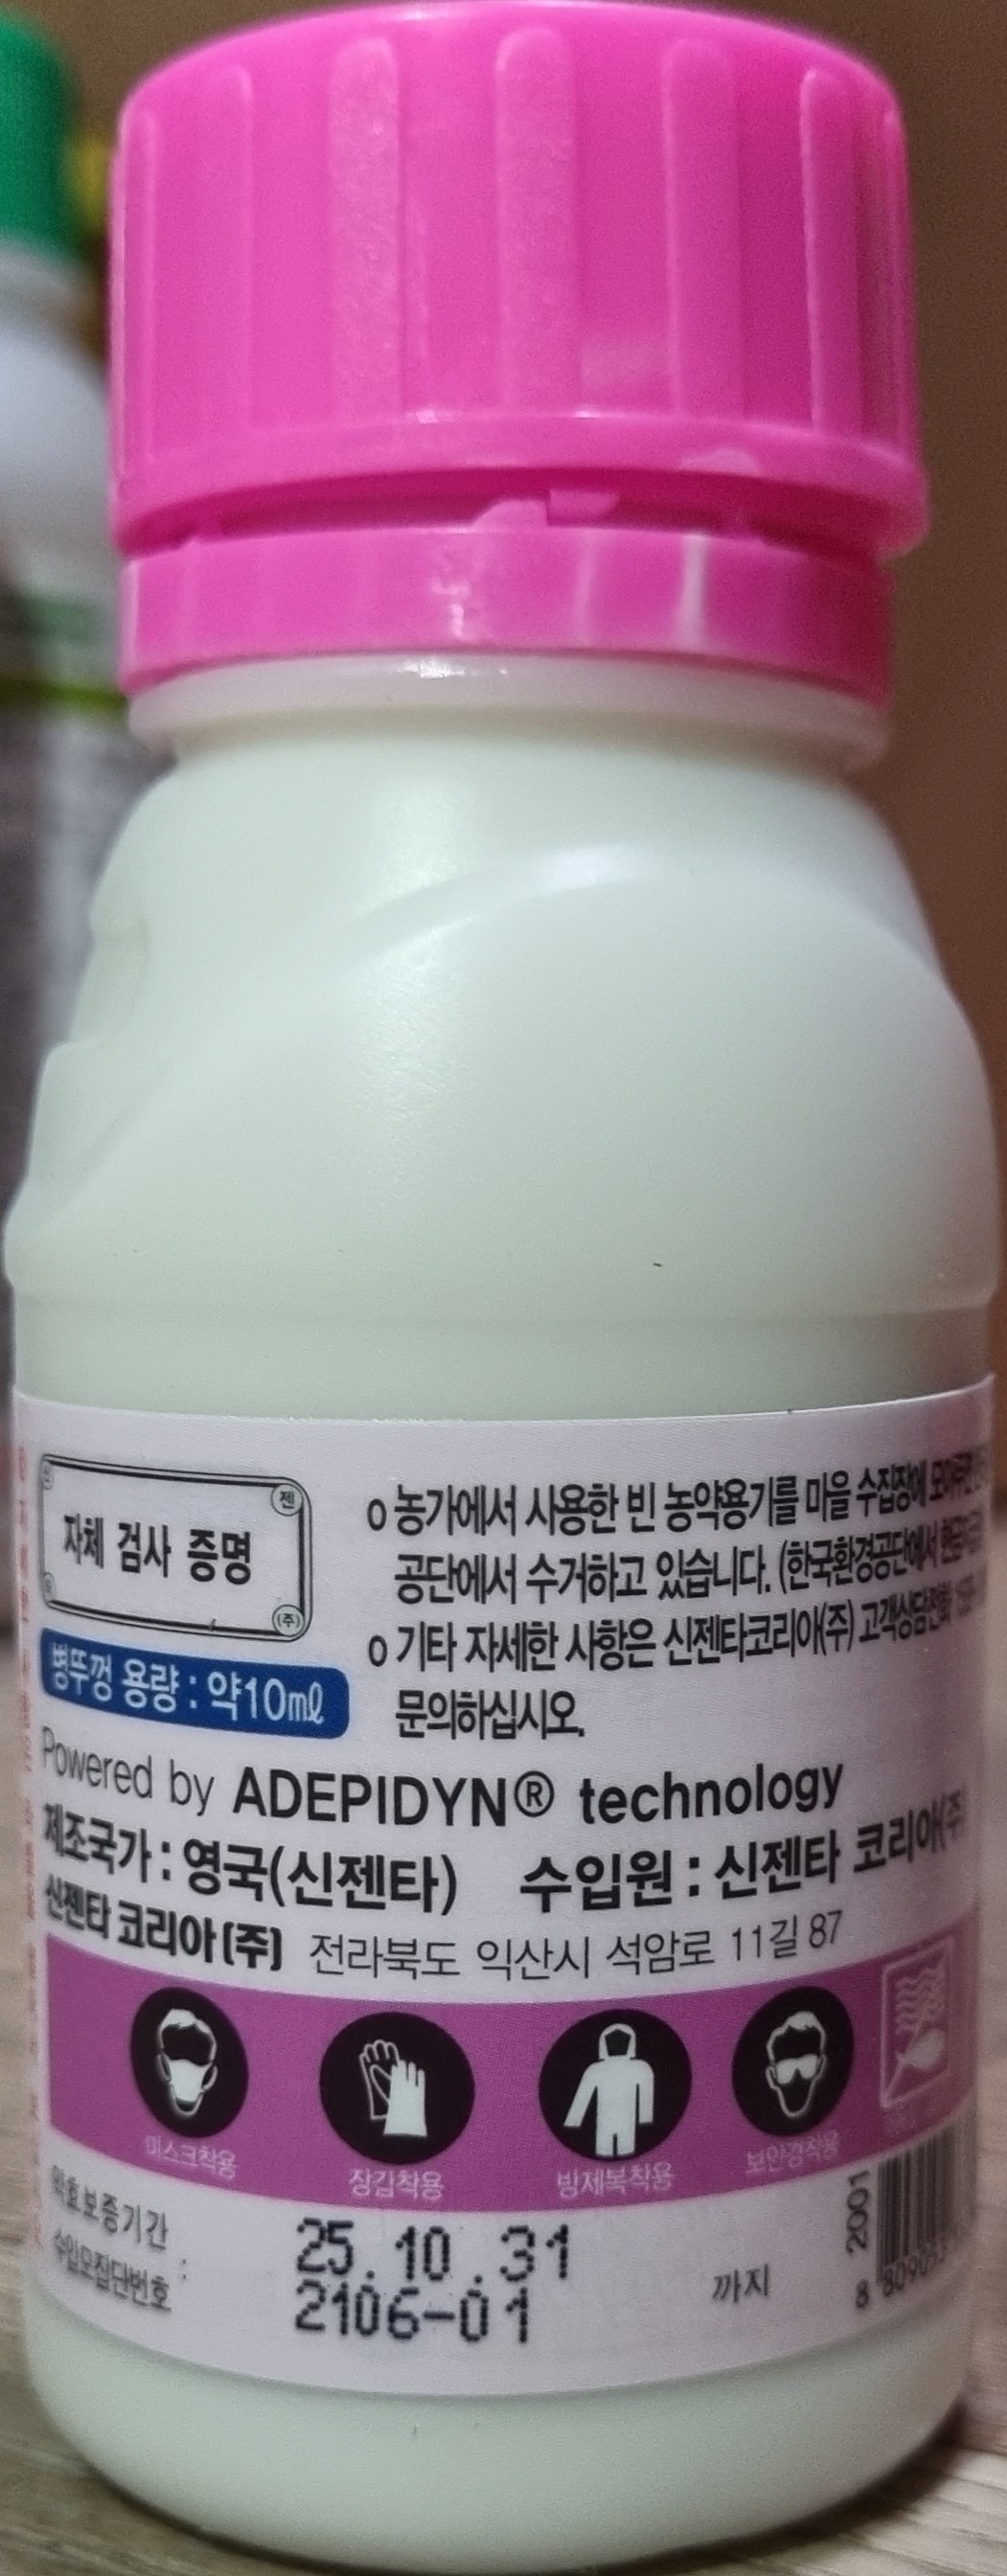 젠
자체 검사 증명
(주)
병뚜껑 용량 : 약10㎖
o 농가에서 사용한 빈 농약용기를 마을 수집장에
공단에서 수거하고 있습니다. (한국환경공단에서
o 기타 자세한 사항은 신젠타코리아(주) 고객상담전화
문의하십시오.
Powered by ADEPIDYN® technology
제조국가 : 영국(신젠타) 수입원 : 신젠타 코리아(주
신젠타 코리아(주) 전라북도 익산시 석암로 11길 87
마스크착용 장갑착용 방제복착용 보안경착용
약효보증기간 : 25.10.31 까지
수입모집단번호 2106-01
2001
8 809053